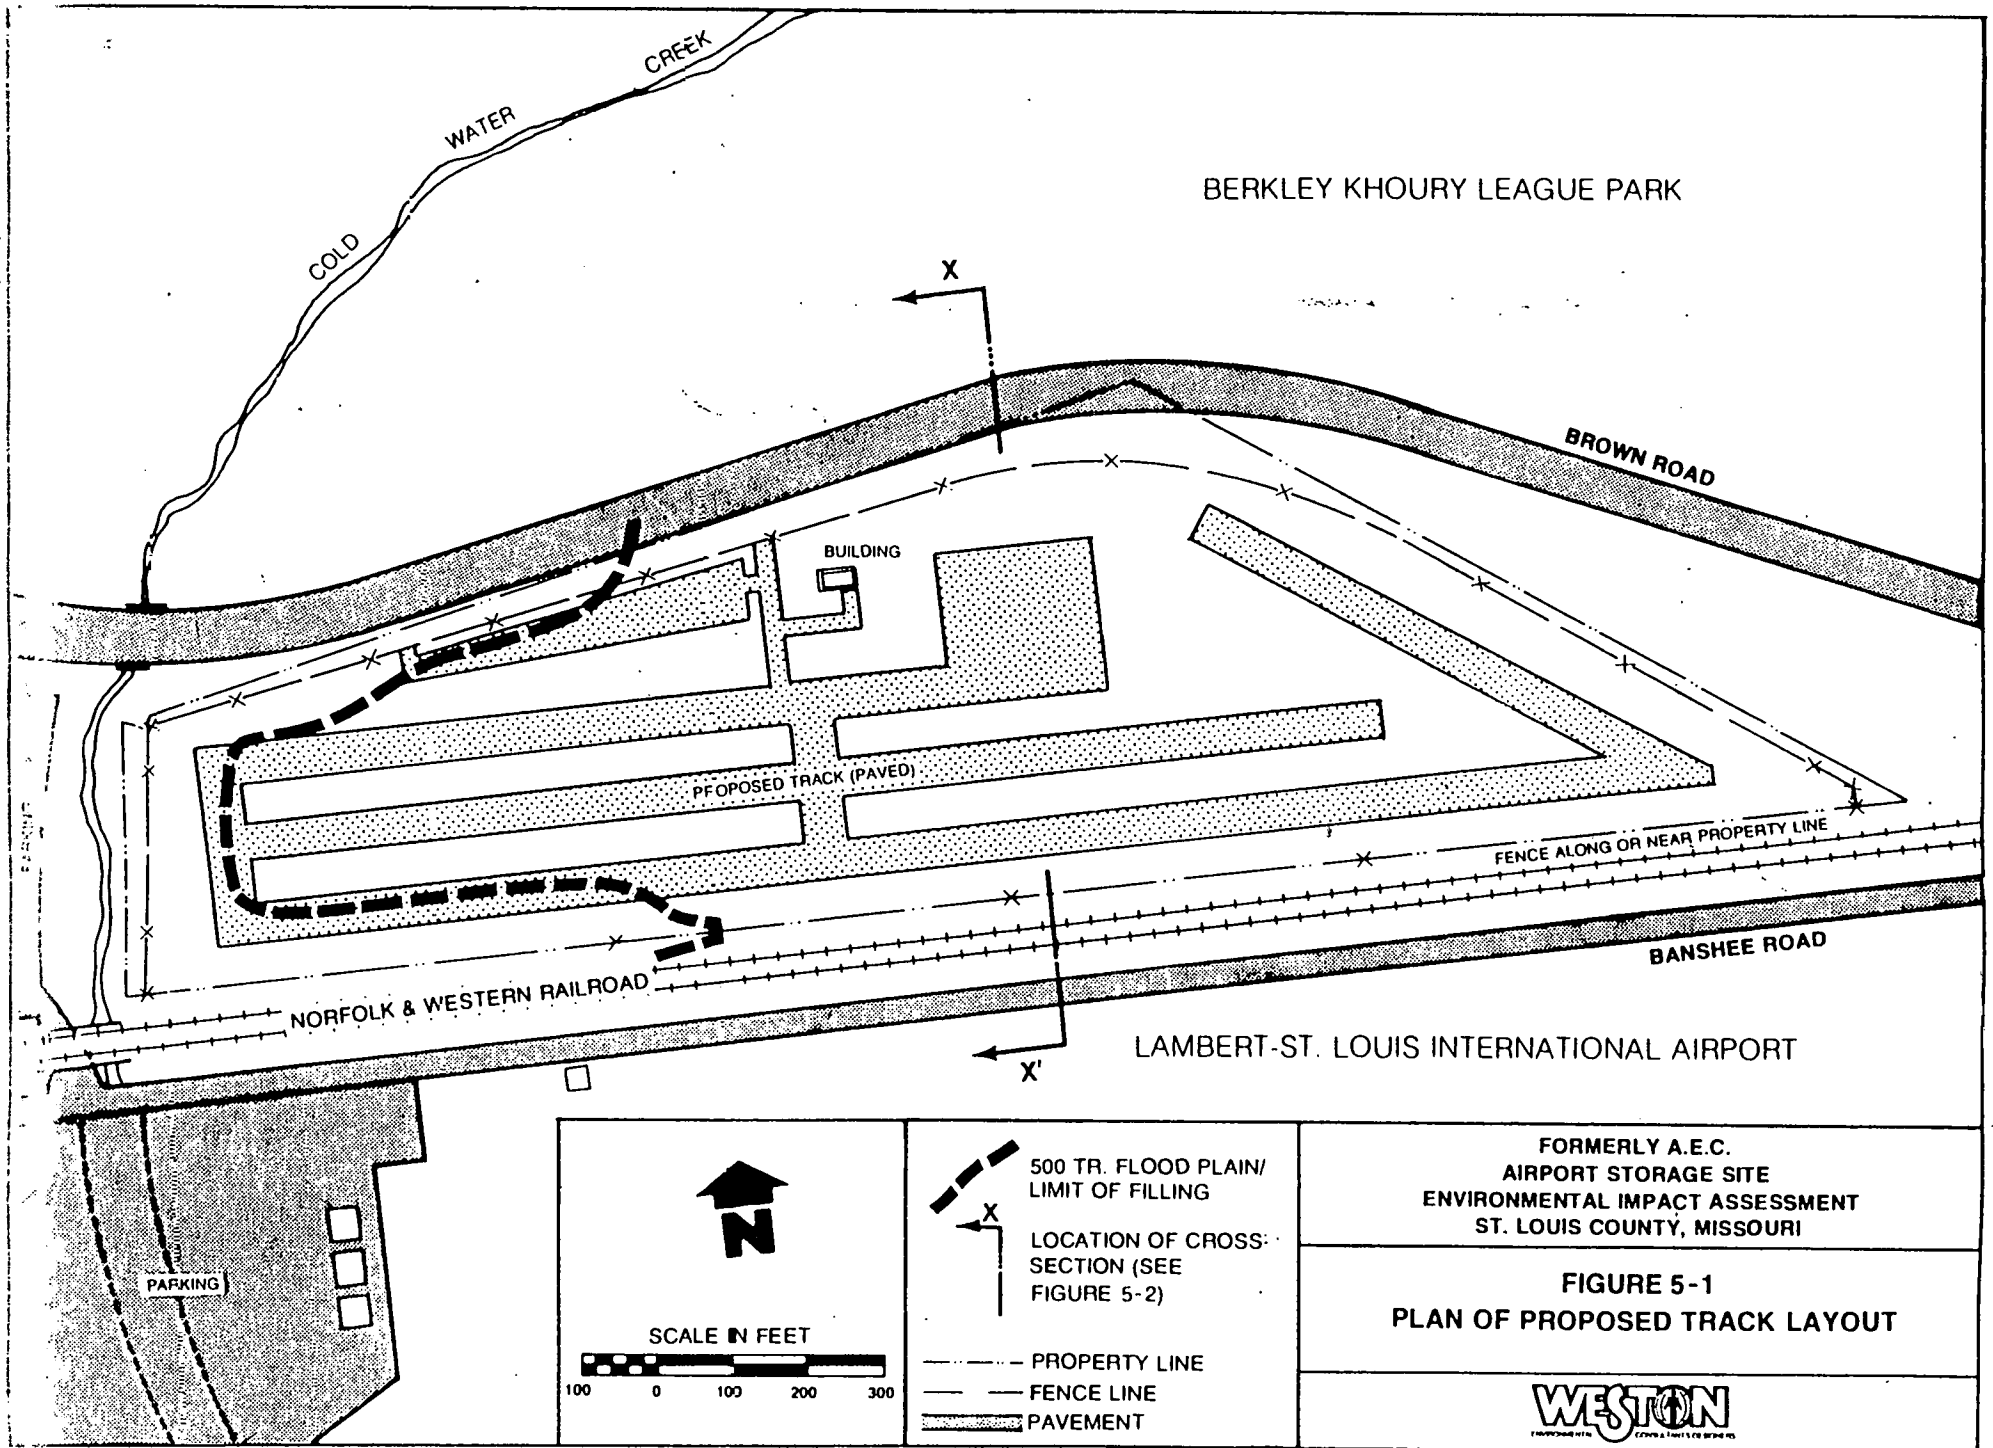 CREEK
WATER
COLD
BERKLEY KHOURY LEAGUE PARK
X
BROWN ROAD
BUILDING
PFOPOSED TRACK (PAVED)
FENCE ALONG OR NEAR PROPERTY LINE
NORFOLK & WESTERN RAILROAD
BANSHEE ROAD
LAMBERT-ST. LOUIS INTERNATIONAL AIRPORT
X'
PARKING
N
SCALE IN FEET
100 0 100 200 300
500 TR. FLOOD PLAIN/
LIMIT OF FILLING
X
LOCATION OF CROSS
SECTION (SEE
FIGURE 5-2)
PROPERTY LINE
FENCE LINE
PAVEMENT
FORMERLY A.E.C.
AIRPORT STORAGE SITE
ENVIRONMENTAL IMPACT ASSESSMENT
ST. LOUIS COUNTY, MISSOURI
FIGURE 5-1
PLAN OF PROPOSED TRACK LAYOUT
WESTON